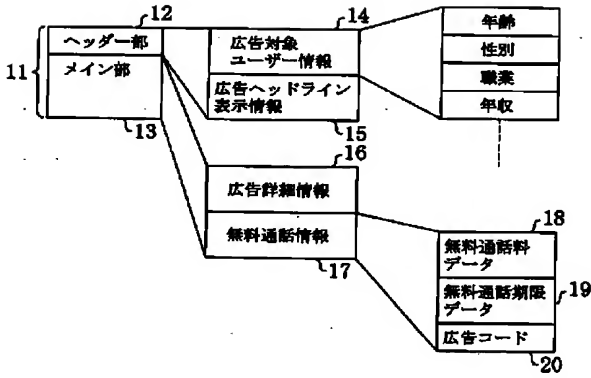 12
14
ヘッダー部
メイン部
11
13
広告対象
ユーザー情報
広告ヘッドライン
表示情報
15
年齢
性別
職業
年収
16
広告詳細情報
無料通話情報
17
18
無料通話料
データ
無料通話期限
データ
19
広告コード
20